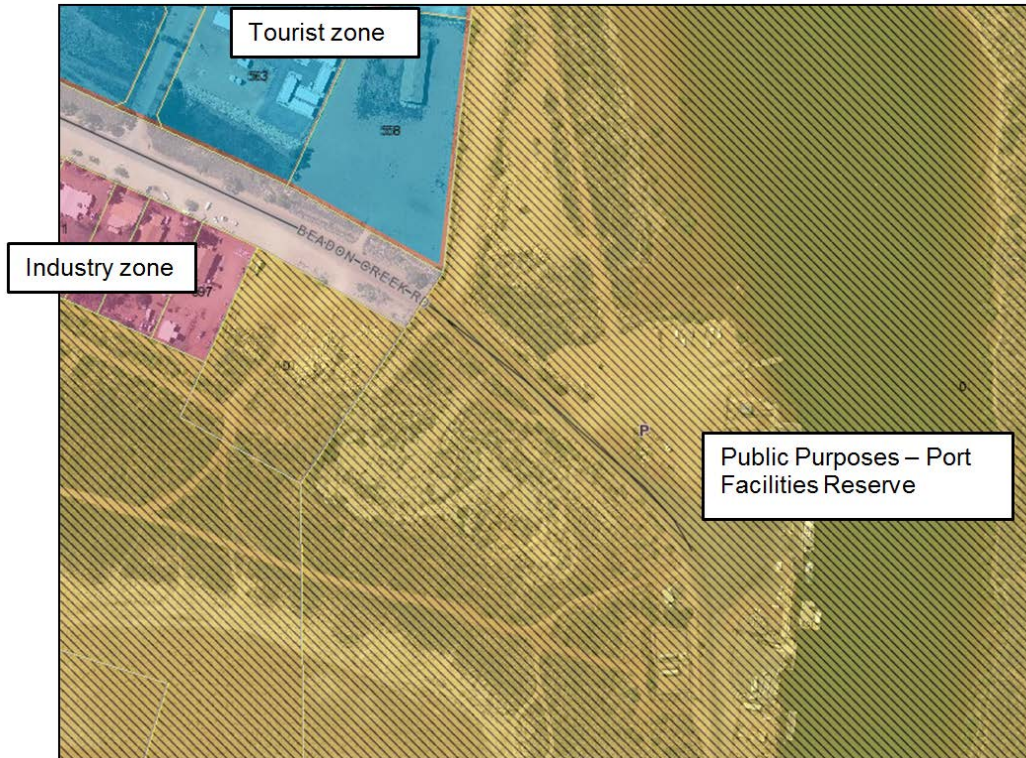 Tourist zone
563
558
Industry zone
BEADON CREEK RD
P
Public Purposes – Port
Facilities Reserve